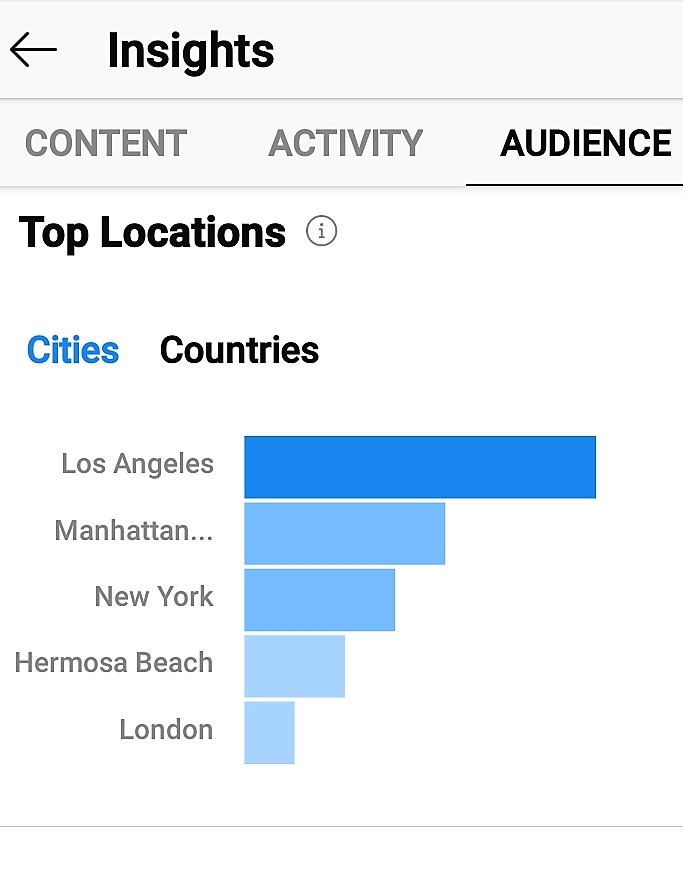 Insights
CONTENT ACTIVITY AUDIENCE
Top Locations
Cities Countries
Los Angeles
Manhattan...
New York
Hermosa Beach
London